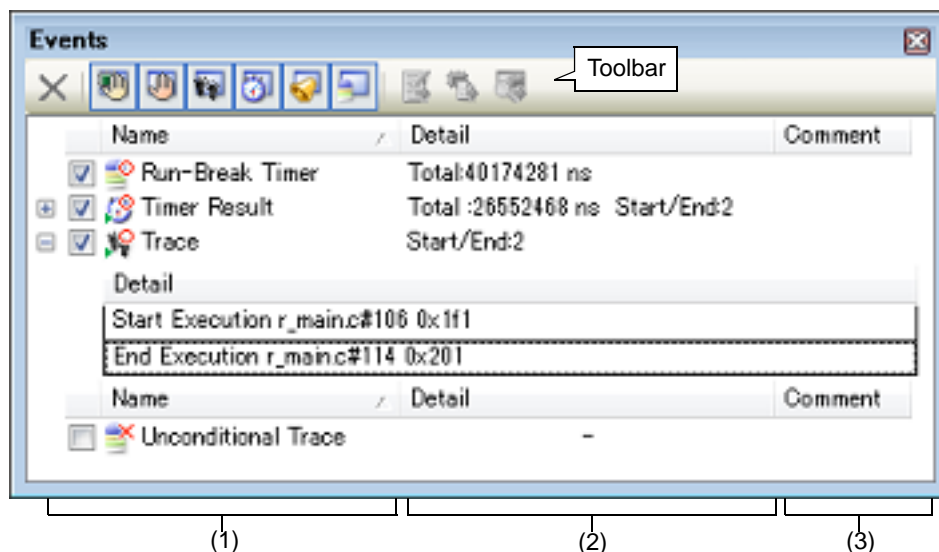 Events
Toolbar
Name Detail Comment
Run-Break Timer Total:40174281 ns
Timer Result Total :26552468 ns Start/End:2
Trace Start/End:2
Detail
Start Execution r_main.c#106 0x1f1
End Execution r_main.c#114 0x201
Name Detail Comment
Unconditional Trace -
(1) (2) (3)